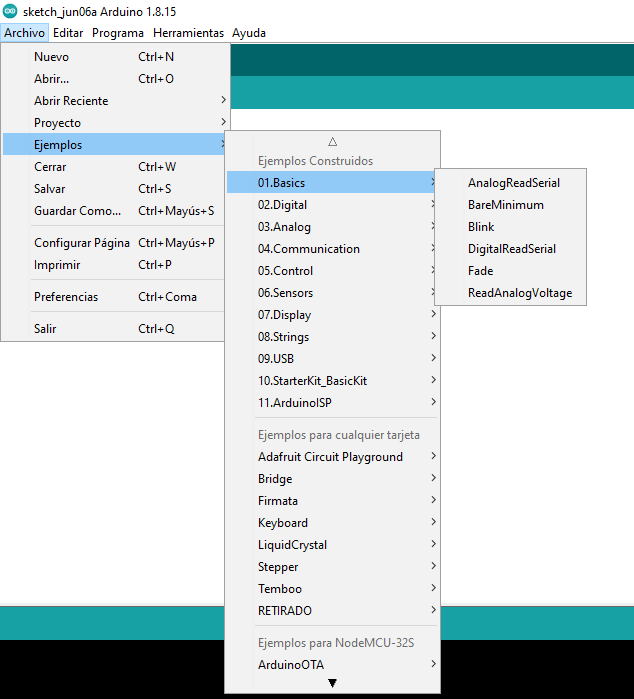 sketch_jun06a Arduino 1.8.15
Archivo Editar Programa Herramientas Ayuda
Nuevo Ctrl+N
Abrir... Ctrl+O
Abrir Reciente
Proyecto
Ejemplos
Cerrar Ctrl+W
Salvar Ctrl+S
Guardar Como... Ctrl+Mayús+S
Configurar Página Ctrl+Mayús+P
Imprimir Ctrl+P
Preferencias Ctrl+Coma
Salir Ctrl+Q
Ejemplos Construidos
01.Basics
02.Digital
03.Analog
04.Communication
05.Control
06.Sensors
07.Display
08.Strings
09.USB
10.StarterKit_BasicKit
11.ArduinoISP
Ejemplos para cualquier tarjeta
Adafruit Circuit Playground
Bridge
Firmata
Keyboard
LiquidCrystal
Stepper
Temboo
RETIRADO
Ejemplos para NodeMCU-32S
ArduinoOTA
AnalogReadSerial
BareMinimum
Blink
DigitalReadSerial
Fade
ReadAnalogVoltage